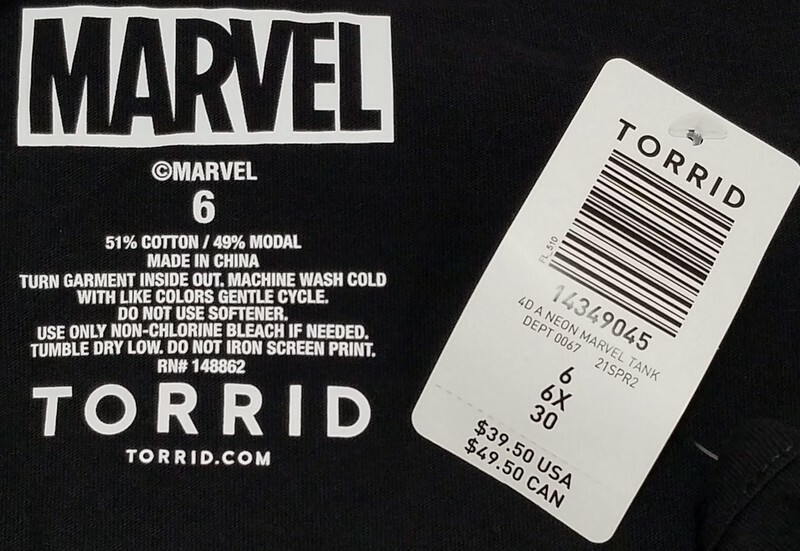 MARVEL
©MARVEL
6
51% COTTON / 49% MODAL
MADE IN CHINA
TURN GARMENT INSIDE OUT. MACHINE WASH COLD
WITH LIKE COLORS GENTLE CYCLE.
DO NOT USE SOFTENER.
USE ONLY NON-CHLORINE BLEACH IF NEEDED.
TUMBLE DRY LOW. DO NOT IRON SCREEN PRINT.
RN# 148862
TORRID
TORRID.COM
TORRID
FL_510
14349045
4D A NEON MARVEL TANK
DEPT 0067 21SPR2
6
6X
30
$39.50 USA
$49.50 CAN